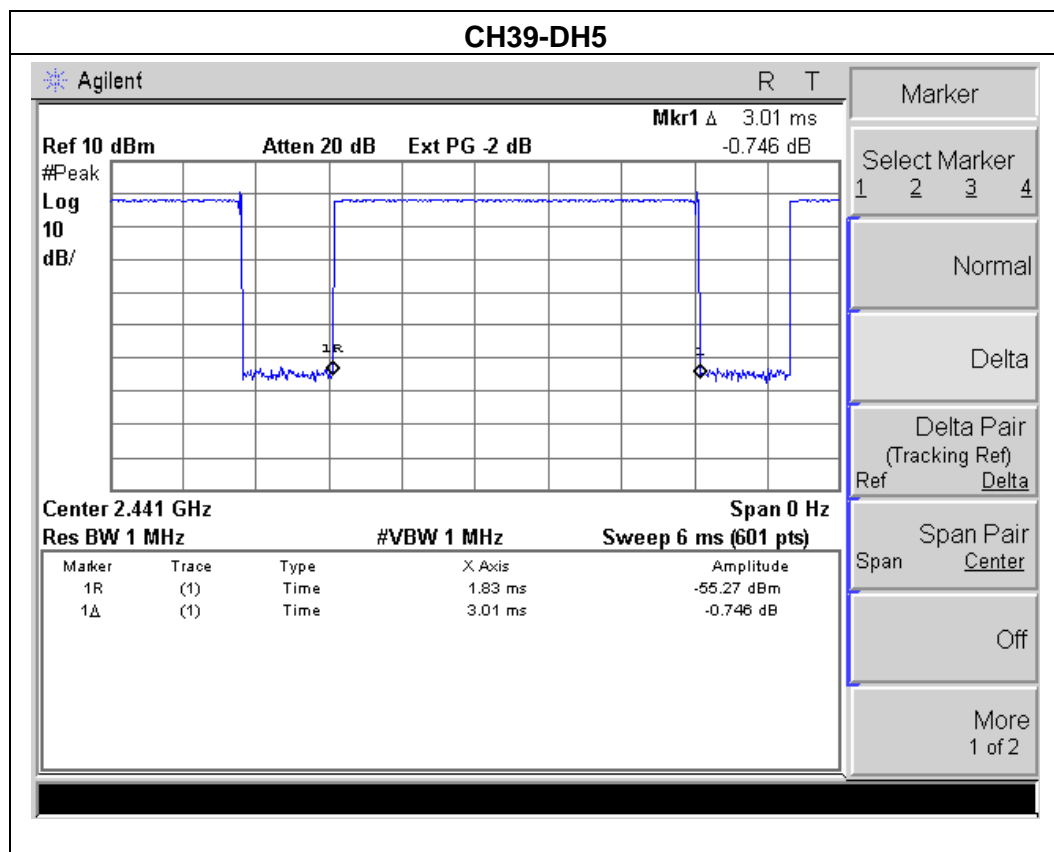 CH39-DH5
Agilent R T
Mkr1 Δ 3.01 ms
Ref 10 dBm Atten 20 dB Ext PG -2 dB -0.746 dB
#Peak
Log
10
dB/
1R
1
Center 2.441 GHz Span 0 Hz
Res BW 1 MHz #VBW 1 MHz Sweep 6 ms (601 pts)
Marker Trace Type X Axis Amplitude
1R (1) Time 1.83 ms -55.27 dBm
1Δ (1) Time 3.01 ms -0.746 dB
Marker
Select Marker
1 2 3 4
Normal
Delta
Delta Pair
(Tracking Ref)
Ref Delta
Span Pair
Span Center
Off
More
1 of 2